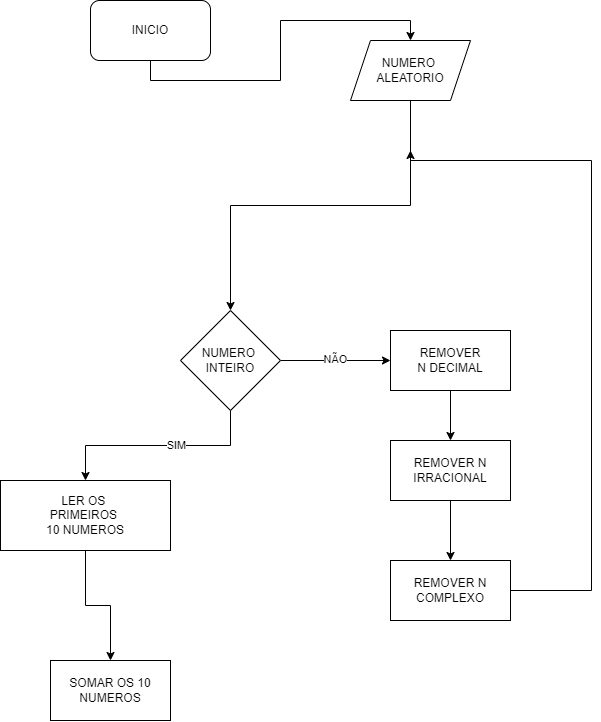 INICIO
NUMERO
ALEATORIO
NUMERO
INTEIRO
NÃO
REMOVER
N DECIMAL
SIM
REMOVER N
IRRACIONAL
LER OS
PRIMEIROS
10 NUMEROS
REMOVER N
COMPLEXO
SOMAR OS 10
NUMEROS